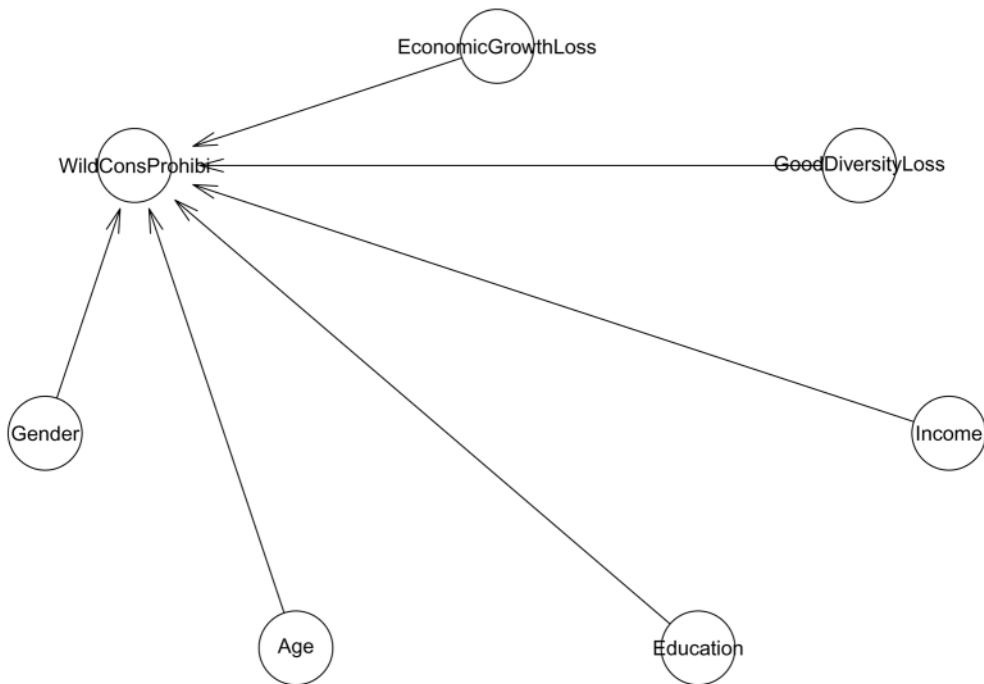 EconomicGrowthLoss
WildConsProhibi
GoodDiversityLoss
Gender
Income
Age
Education